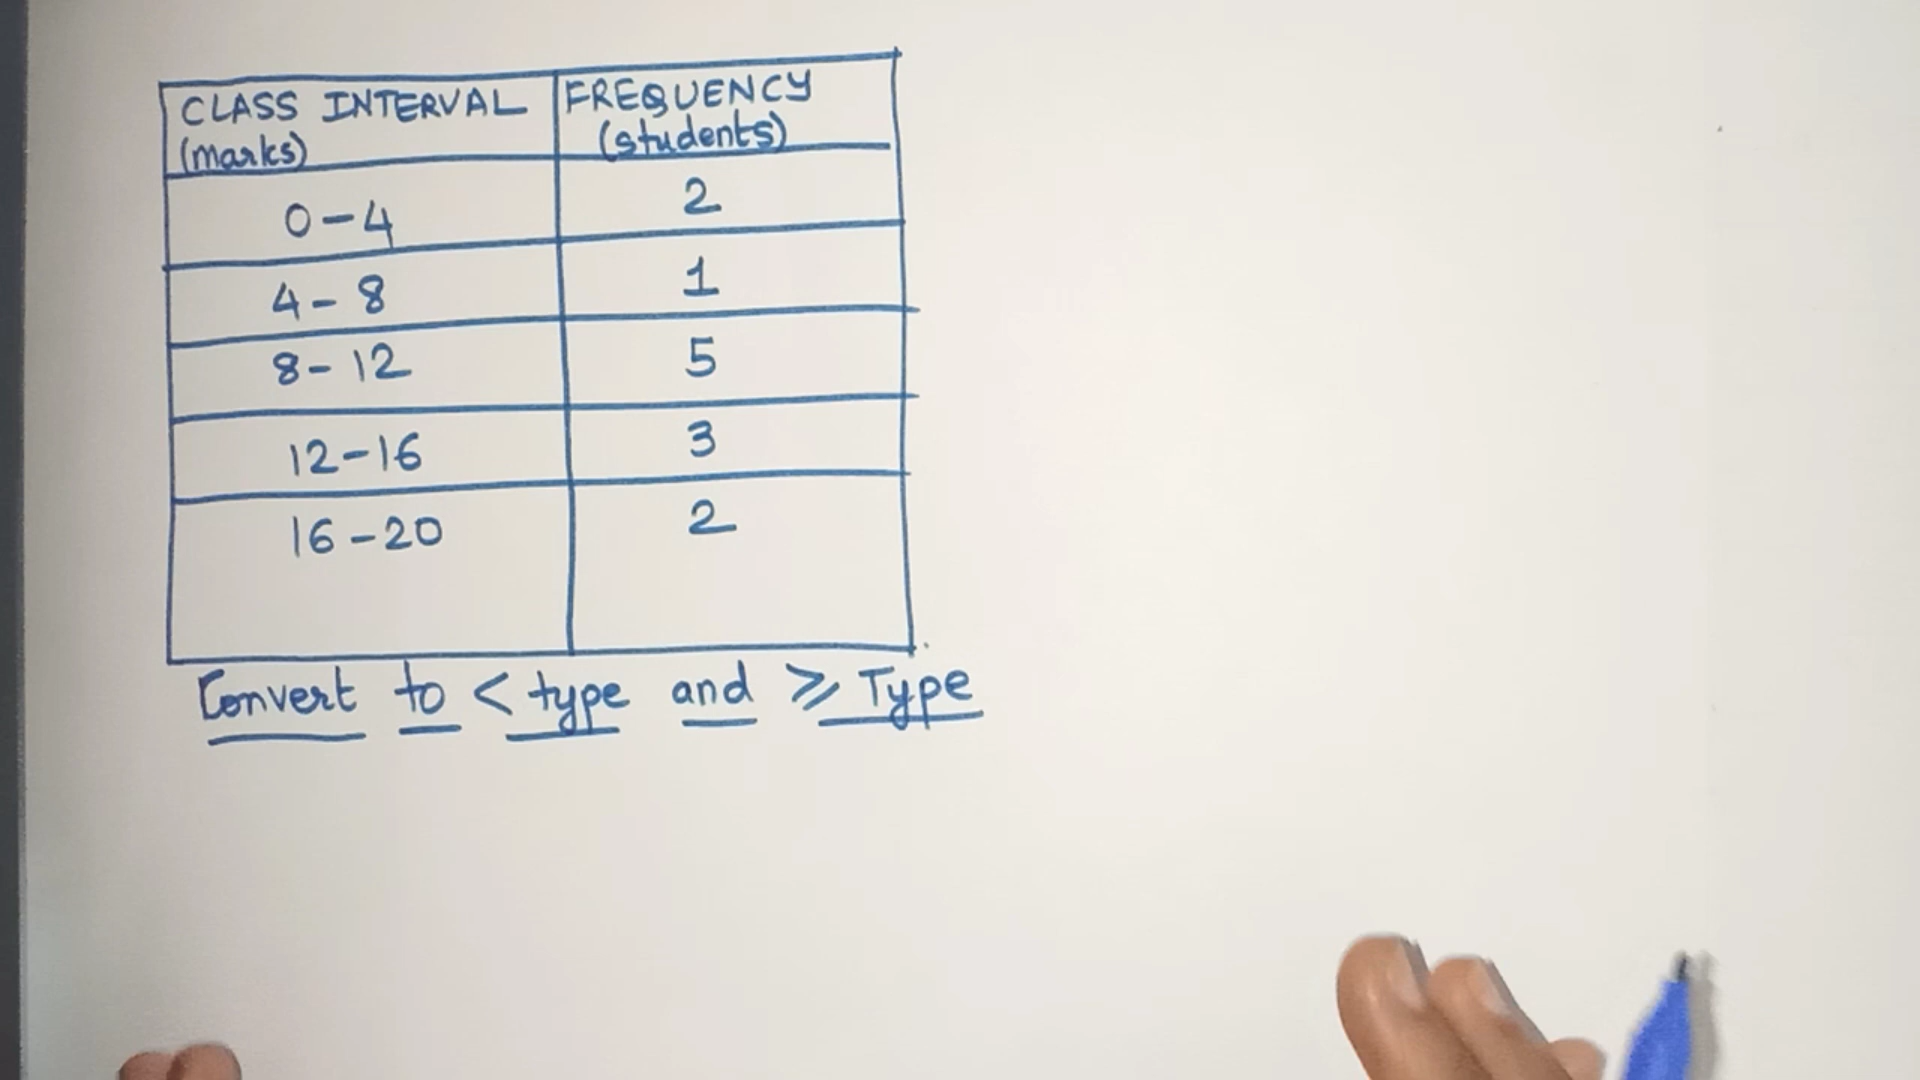 CLASS INTERVAL FREQUENCY
(marks) (students)
0-4 2
4-8 1
8-12 5
12-16 3
16-20 2
Convert to < type and ⩾ Type